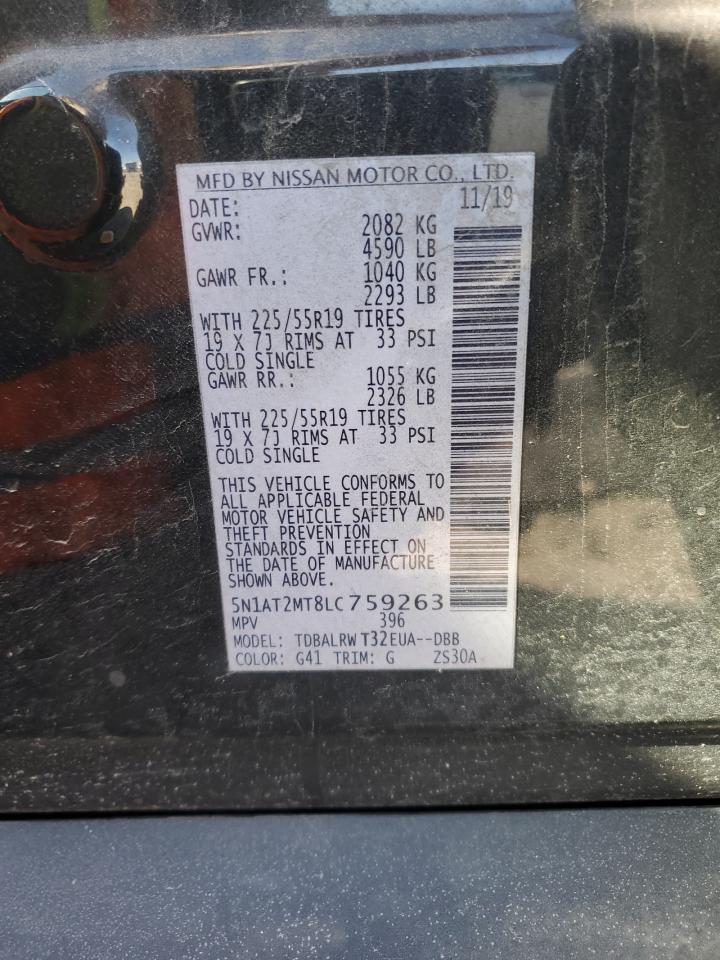 MFD BY NISSAN MOTOR CO., LTD.
DATE: 11/19
GVWR: 2082 KG
4590 LB
GAWR FR.: 1040 KG
2293 LB
WITH 225/55R19 TIRES
19 X 7J RIMS AT 33 PSI
COLD SINGLE
GAWR RR.: 1055 KG
2326 LB
WITH 225/55R19 TIRES
19 X 7J RIMS AT 33 PSI
COLD SINGLE
THIS VEHICLE CONFORMS TO
ALL APPLICABLE FEDERAL
MOTOR VEHICLE SAFETY AND
THEFT PREVENTION
STANDARDS IN EFFECT ON
THE DATE OF MANUFACTURE
SHOWN ABOVE.
5N1AT2MT8LC759263
MPV 396
MODEL: TDBALRW T32EUA--DBB
COLOR: G41 TRIM: G ZS30A